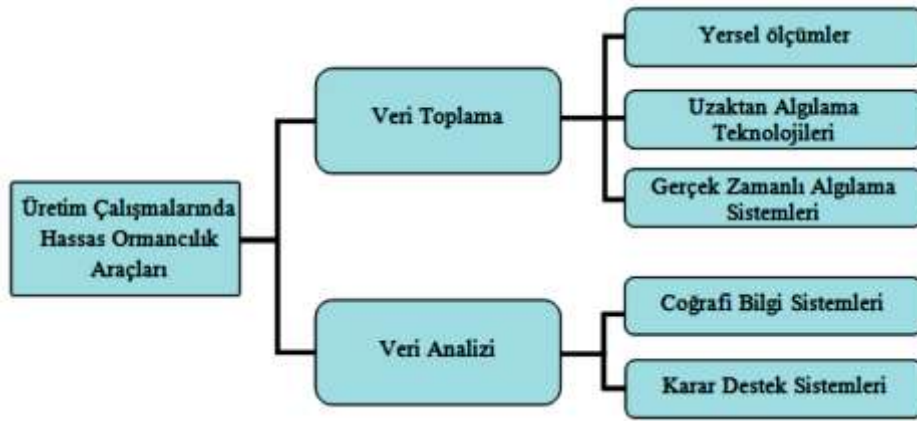 Üretim Çalışmalarında
Hassas Ormancılık
Araçları
Veri Toplama
Yersel ölçümler
Uzaktan Algılama
Teknolojileri
Gerçek Zamanlı Algılama
Sistemleri
Veri Analizi
Coğrafi Bilgi Sistemleri
Karar Destek Sistemleri